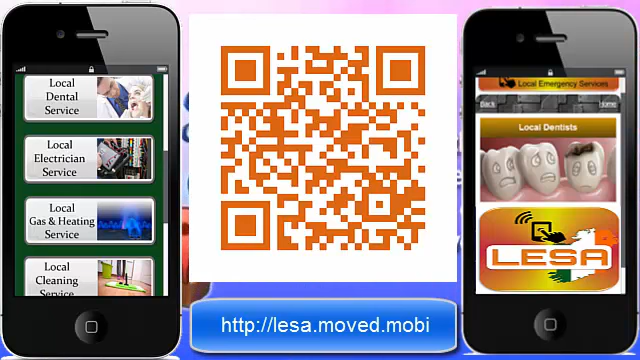 Local
Dental
Service
Local
Electrician
Service
Local
Gas & Heating
Service
Local
Cleaning
Service
http://lesa.moved.mobi
Local Emergency Services
Back
Home
Local Dentists
LESA